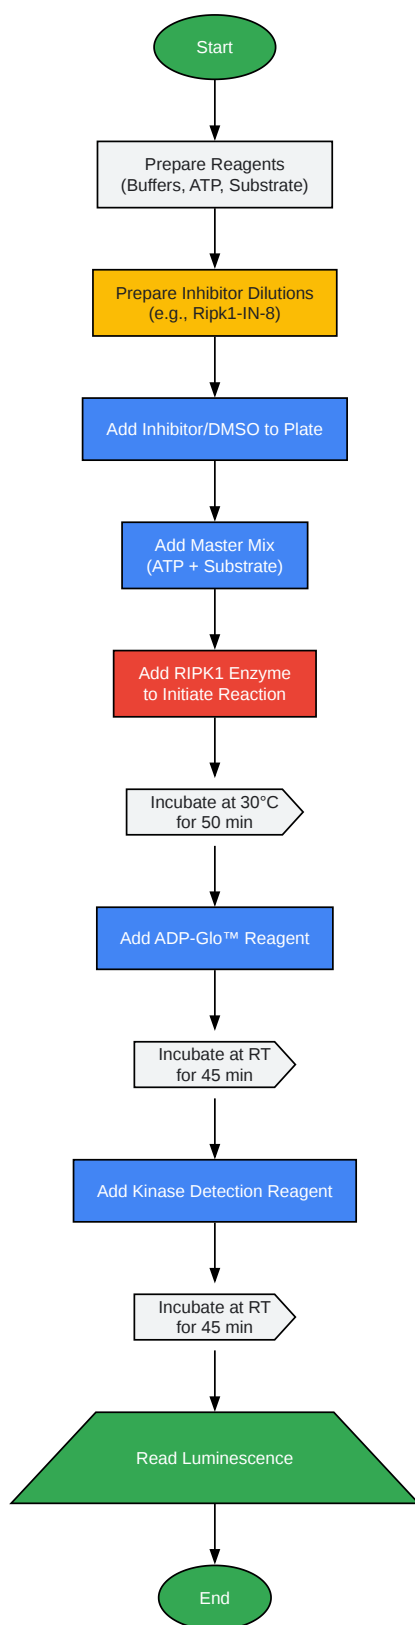 Start
Prepare Reagents
(Buffers, ATP, Substrate)
Prepare Inhibitor Dilutions
(e.g., Ripk1-IN-8)
Add Inhibitor/DMSO to Plate
Add Master Mix
(ATP + Substrate)
Add RIPK1 Enzyme
to Initiate Reaction
Incubate at 30°C
for 50 min
Add ADP-Glo™ Reagent
Incubate at RT
for 45 min
Add Kinase Detection Reagent
Incubate at RT
for 45 min
Read Luminescence
End